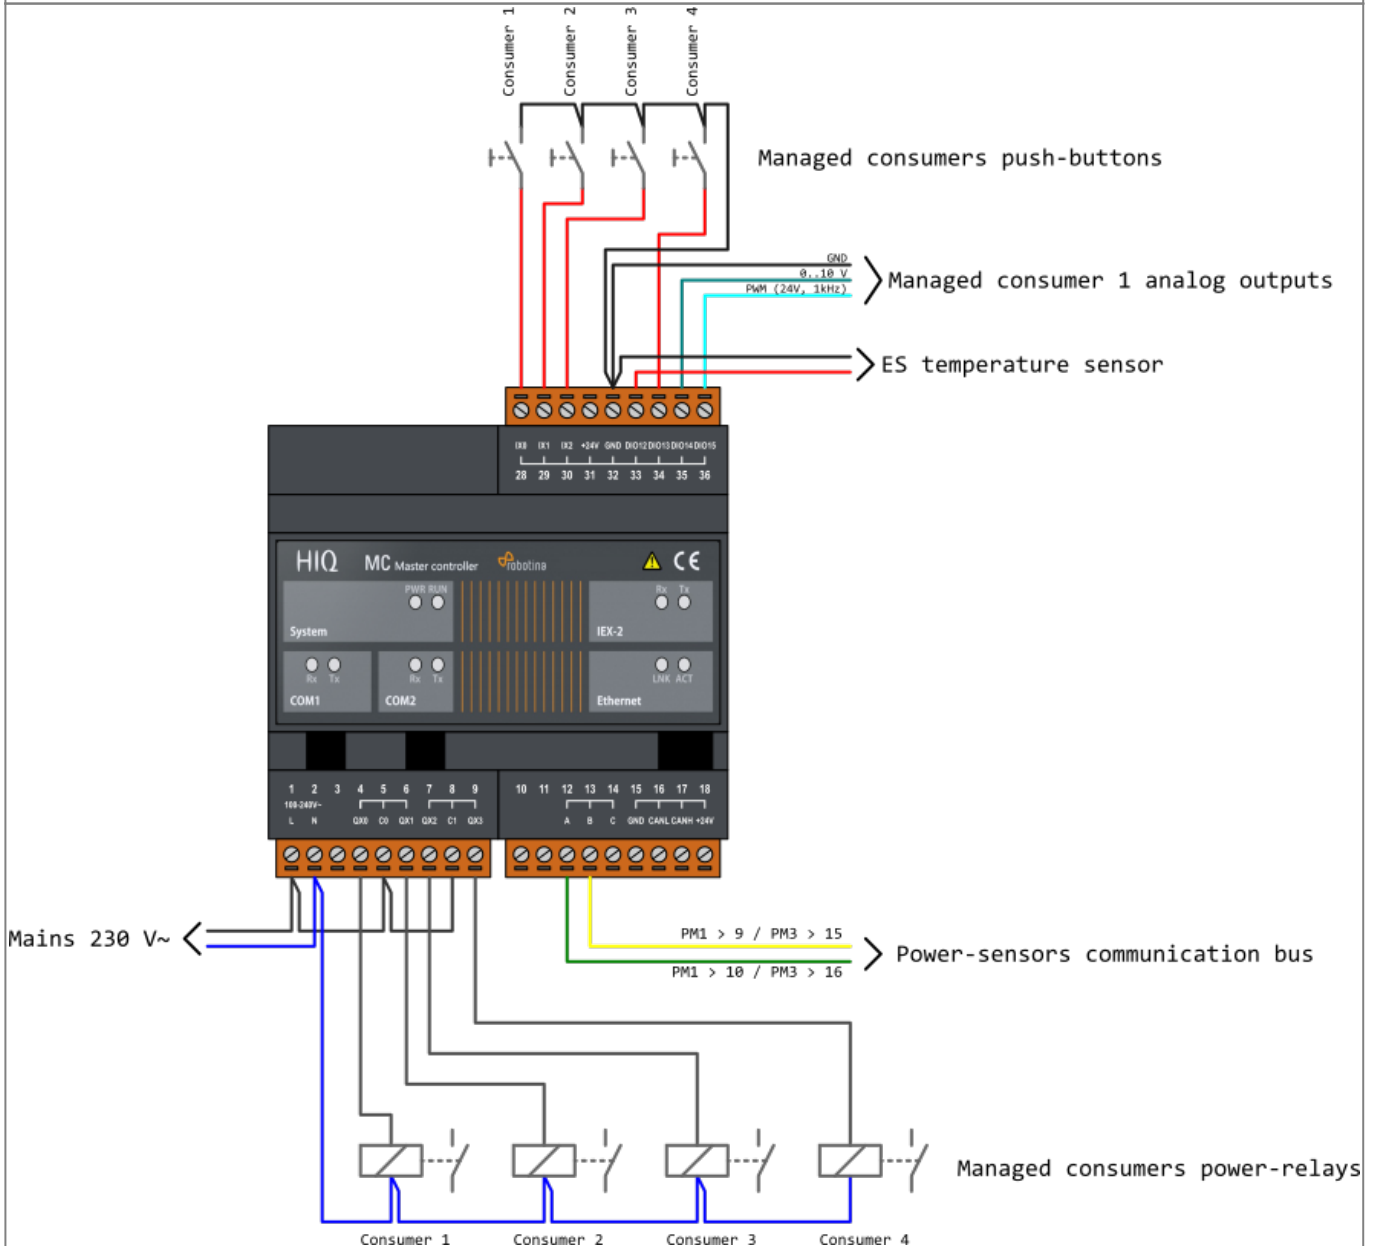 Consumer 1
Consumer 2
Consumer 3
Consumer 4
Managed consumers push-buttons
GND
0..10 V
PWM (24V, 1kHz)
Managed consumer 1 analog outputs
ES temperature sensor
IX0 IX1 IX2 +24V GND DIO12 DIO13 DIO14 DIO15
28 29 30 31 32 33 34 35 36
HIQ MC Master controller robotina CE
PWR RUN
Rx Tx
System
IEX-2
Rx Tx
Rx Tx
LNK ACT
COM1
COM2
Ethernet
1 2 3 4 5 6 7 8 9
10 11 12 13 14 15 16 17 18
100-240V~
L N QX0 C0 QX1 QX2 C1 QX3
A B C GND CANL CANH +24V
Mains 230 V~
PM1 > 9 / PM3 > 15
PM1 > 10 / PM3 > 16
Power-sensors communication bus
Managed consumers power-relays
Consumer 1
Consumer 2
Consumer 3
Consumer 4